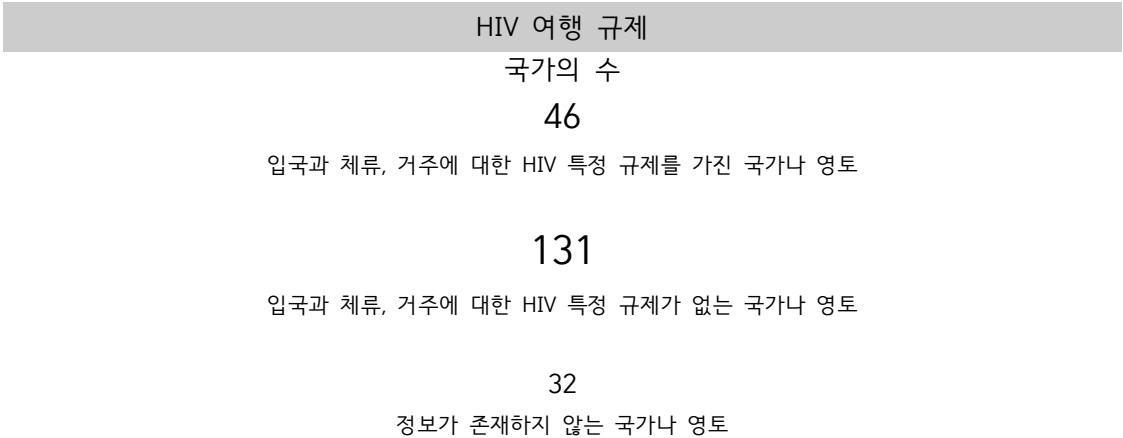 HIV 여행 규제
국가의 수
46
입국과 체류, 거주에 대한 HIV 특정 규제를 가진 국가나 영토
131
입국과 체류, 거주에 대한 HIV 특정 규제가 없는 국가나 영토
32
정보가 존재하지 않는 국가나 영토